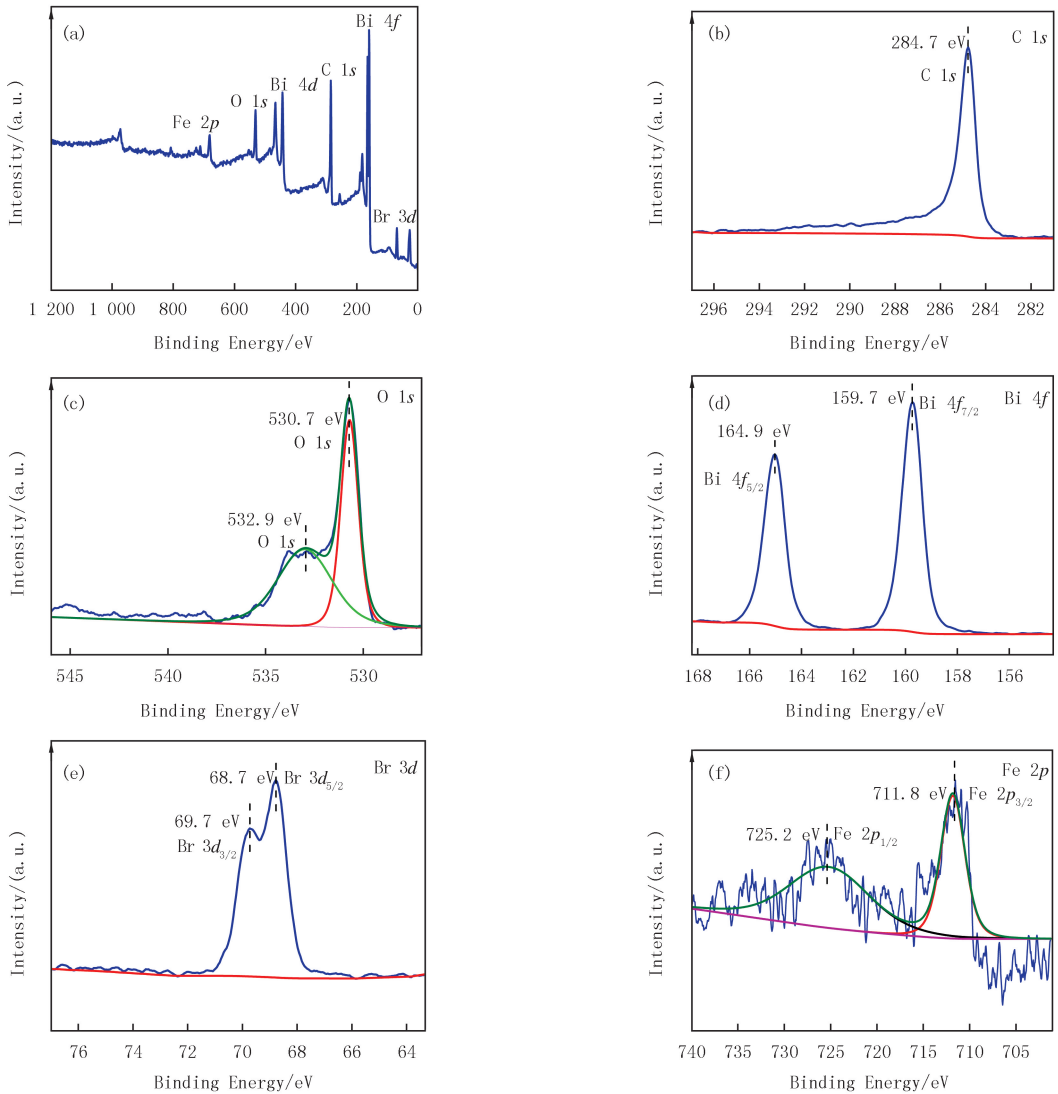 (a)
Bi 4f
C 1s
Bi 4d
O 1s
Fe 2p
Br 3d
Intensity/(a.u.)
1 200 1 000 800 600 400 200 0
Binding Energy/eV
(b)
C 1s
284.7 eV
C 1s
Intensity/(a.u.)
296 294 292 290 288 286 284 282
Binding Energy/eV
(c)
O 1s
530.7 eV
O 1s
532.9 eV
O 1s
Intensity/(a.u.)
545 540 535 530
Binding Energy/eV
(d)
Bi 4f
159.7 eV
Bi 4f7/2
164.9 eV
Bi 4f5/2
Intensity/(a.u.)
168 166 164 162 160 158 156
Binding Energy/eV
(e)
Br 3d
68.7 eV
Br 3d5/2
69.7 eV
Br 3d3/2
Intensity/(a.u.)
76 74 72 70 68 66 64
Binding Energy/eV
(f)
Fe 2p
711.8 eV
Fe 2p3/2
725.2 eV
Fe 2p1/2
Intensity/(a.u.)
740 735 730 725 720 715 710 705
Binding Energy/eV